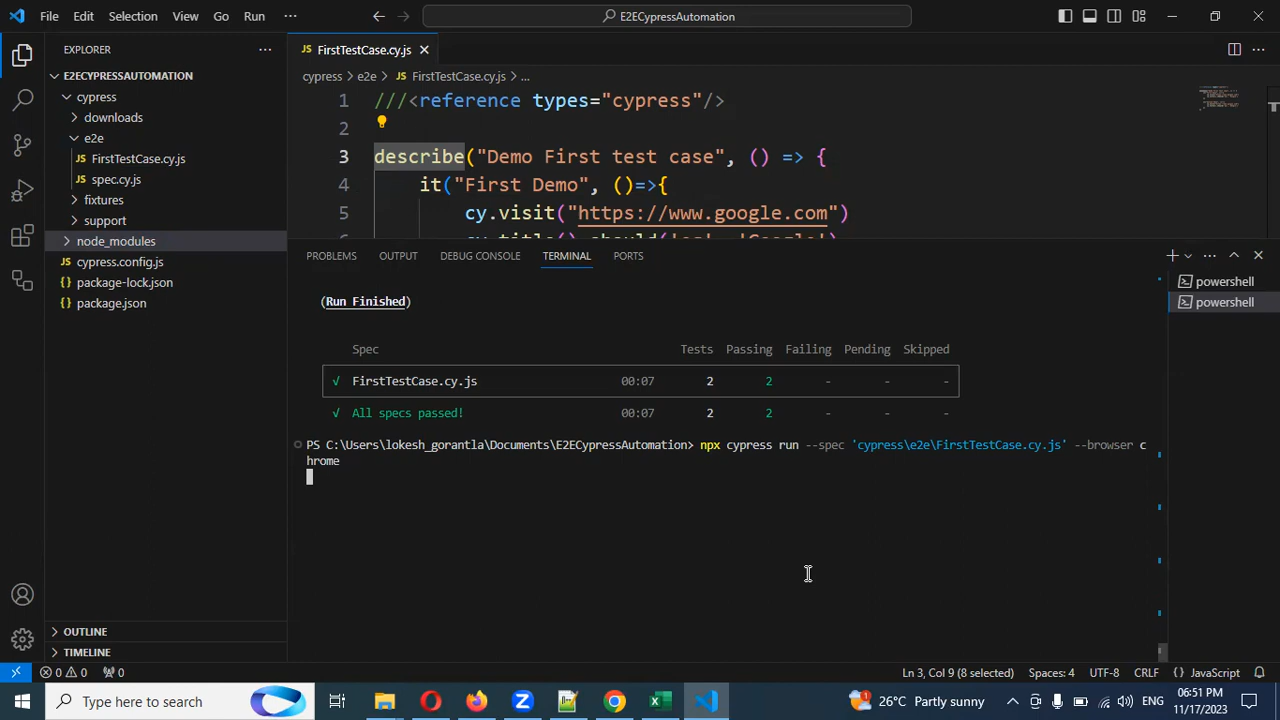 File Edit Selection View Go Run ··· E2ECypressAutomation
EXPLORER ···
E2ECYPRESSAUTOMATION
cypress
downloads
e2e
JS FirstTestCase.cy.js
JS spec.cy.js
fixtures
support
node_modules
JS cypress.config.js
{} package-lock.json
{} package.json
OUTLINE
TIMELINE
JS FirstTestCase.cy.js
cypress > e2e > JS FirstTestCase.cy.js > ...
1 ///<reference types="cypress"/>
2
3 describe("Demo First test case", () => {
4 it("First Demo", ()=>{
5 cy.visit("https://www.google.com")
PROBLEMS OUTPUT DEBUG CONSOLE TERMINAL PORTS
(Run Finished)
Spec Tests Passing Failing Pending Skipped
√ FirstTestCase.cy.js 00:07 2 2 - - -
√ All specs passed! 00:07 2 2 - - -
PS C:\Users\lokesh_gorantla\Documents\E2ECypressAutomation> npx cypress run --spec 'cypress\e2e\FirstTestCase.cy.js' --browser c
hrome
powershell
powershell
0 0 0 Ln 3, Col 9 (8 selected) Spaces: 4 UTF-8 CRLF {} JavaScript
Type here to search 26°C Partly sunny ENG 06:51 PM
11/17/2023